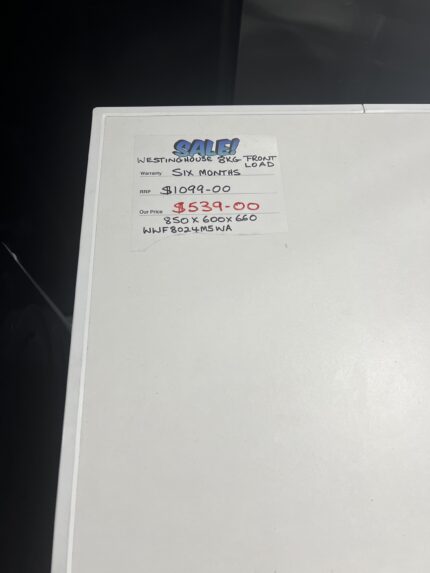 SALE!
WESTINGHOUSE 8KG FRONT LOAD
Warranty SIX MONTHS
RRP $1099-00
Our Price $539-00
850 X 600 X 660
WWF8024M5WA